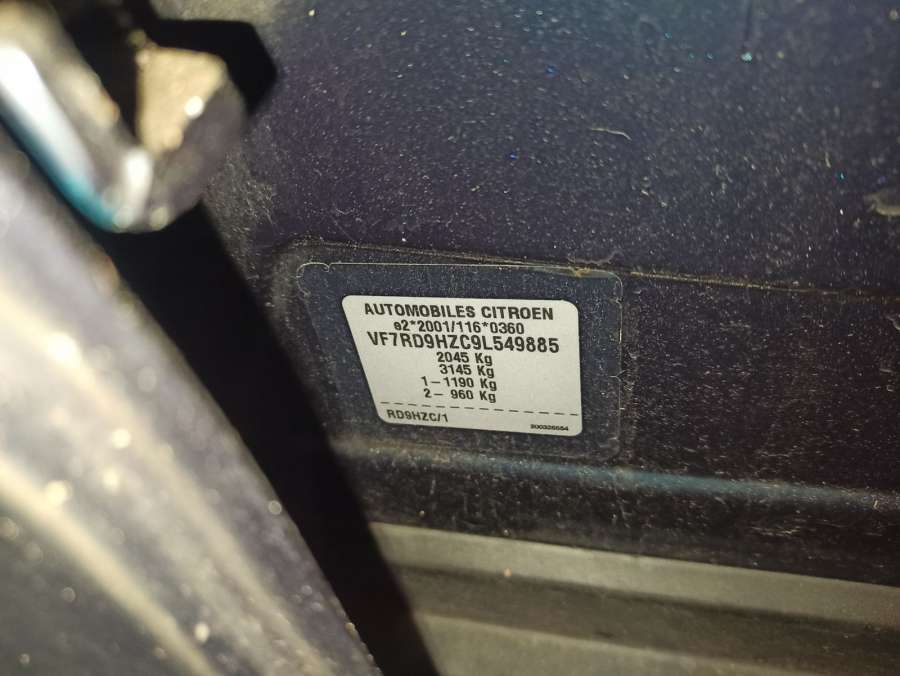 AUTOMOBILES CITROEN
e2*2001/116*0360
VF7RD9HZC9L549885
2045 Kg
3145 Kg
1-1190 Kg
2- 960 Kg
RD9HZC/1